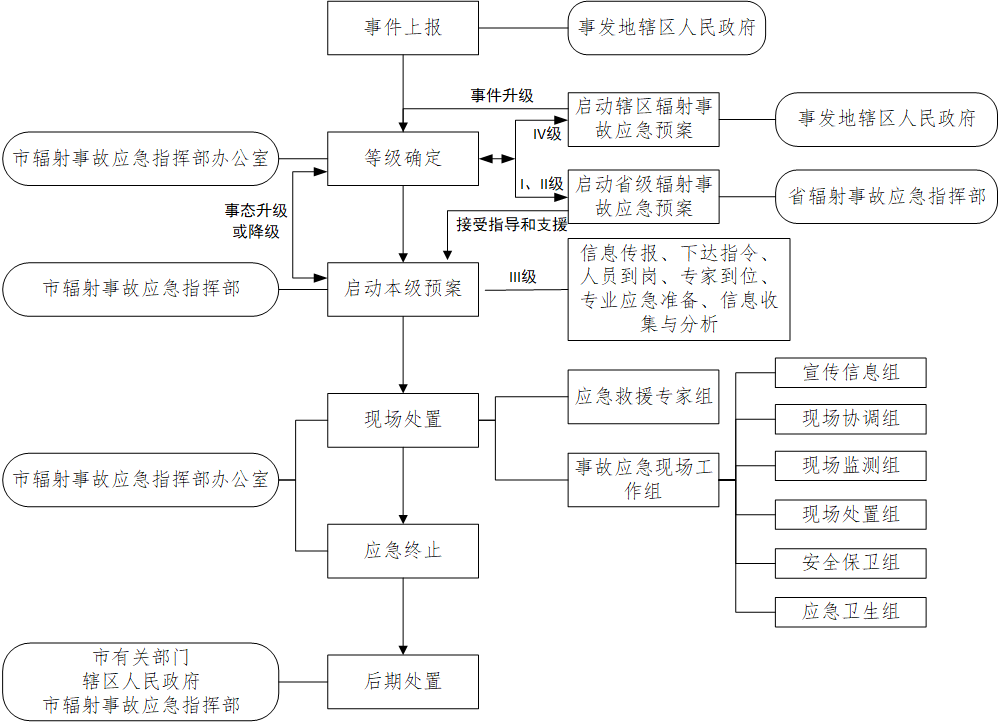 事件上报
事发地辖区人民政府
事件升级
启动辖区辐射事
故应急预案
事发地辖区人民政府
IV级
市辐射事故应急指挥部办公室
等级确定
I、II级
启动省级辐射事
故应急预案
省辐射事故应急指挥部
事态升级
或降级
接受指导和支援
市辐射事故应急指挥部
启动本级预案
III级
信息传报、下达指令、
人员到岗、专家到位、
专业应急准备、信息收
集与分析
宣传信息组
应急救援专家组
现场处置
现场协调组
市辐射事故应急指挥部办公室
事故应急现场工
作组
现场监测组
现场处置组
应急终止
安全保卫组
应急卫生组
市有关部门
辖区人民政府
市辐射事故应急指挥部
后期处置